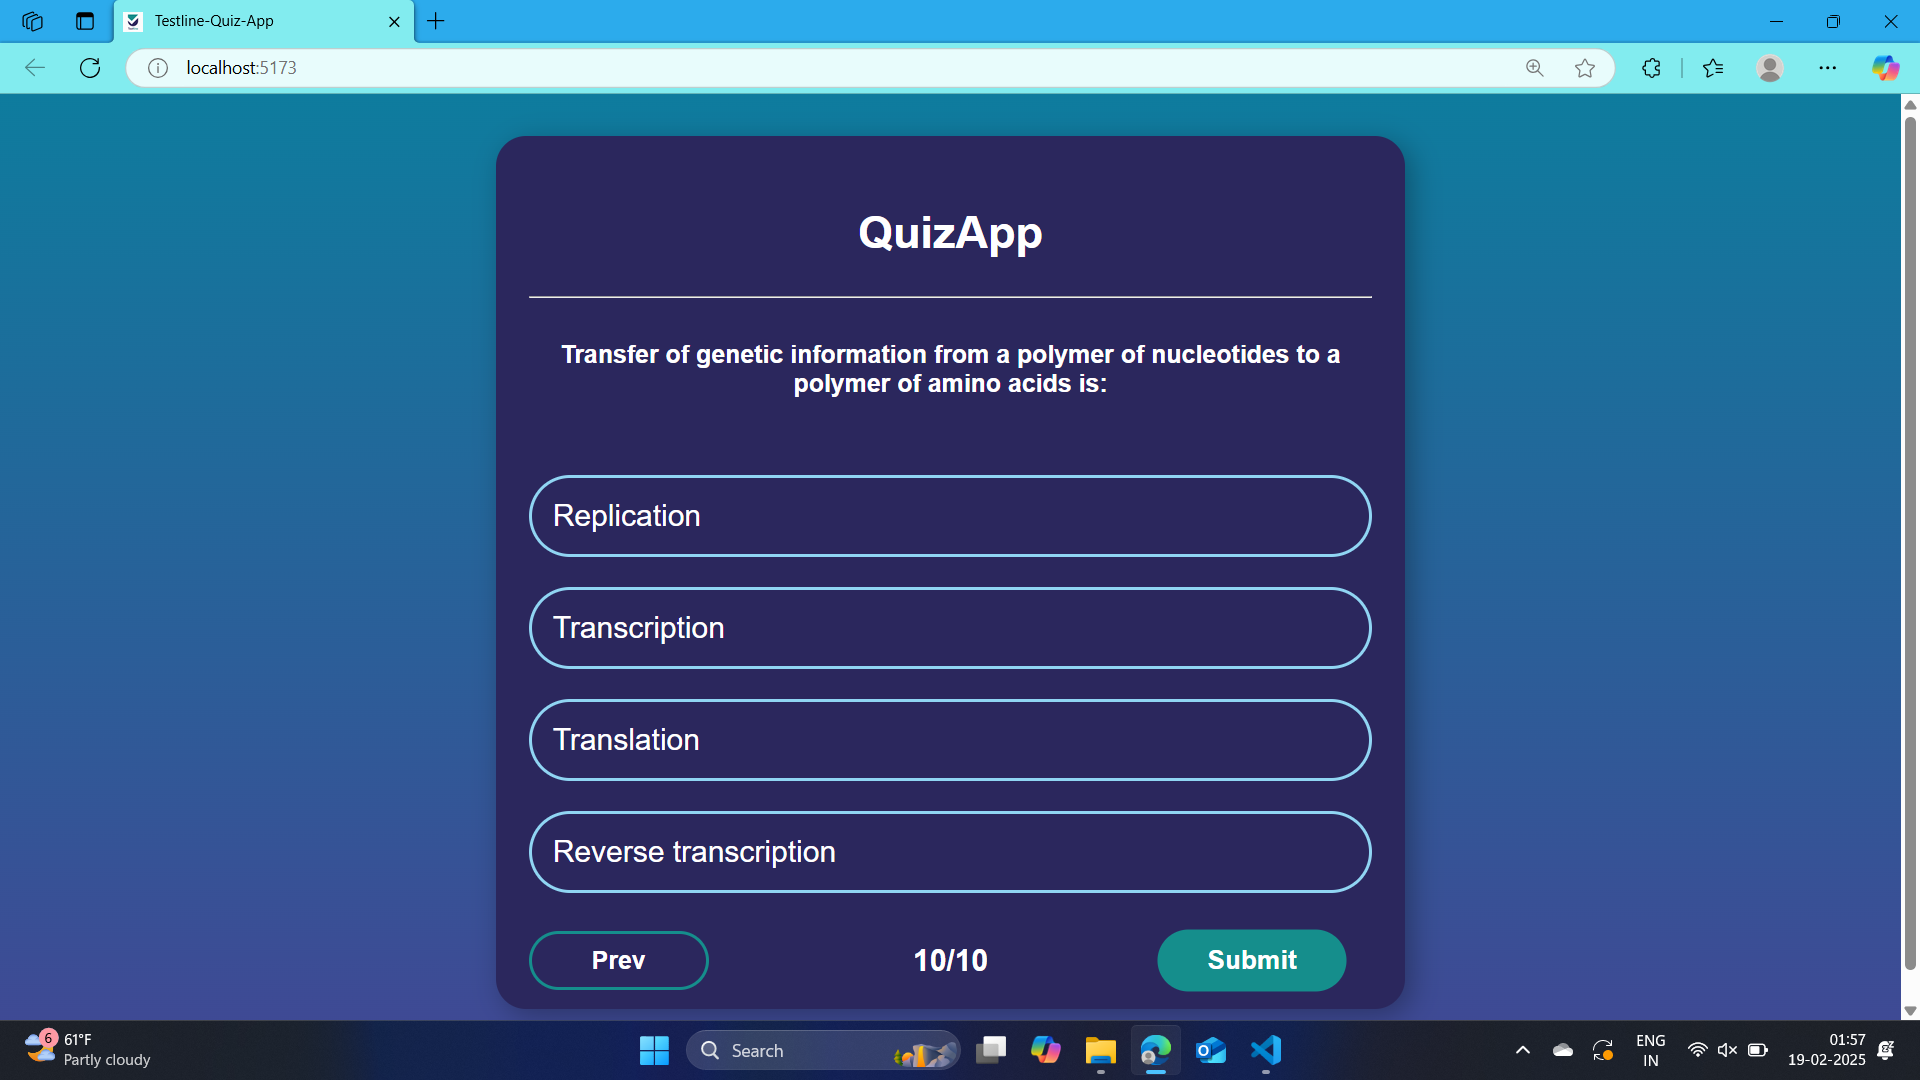 Testline-Quiz-App
localhost:5173
QuizApp
Transfer of genetic information from a polymer of nucleotides to a
polymer of amino acids is:
Replication
Transcription
Translation
Reverse transcription
Prev
10/10
Submit
6
61°F
Partly cloudy
Search
ENG
IN
01:57
19-02-2025